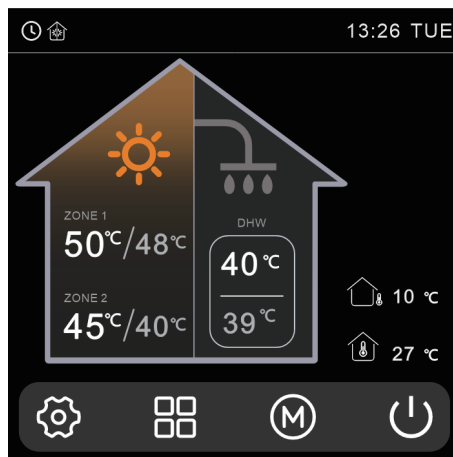 13:26 TUE
ZONE 1
50℃/48℃
DHW
40℃
39℃
ZONE 2
45℃/40℃
10 ℃
27 ℃
M